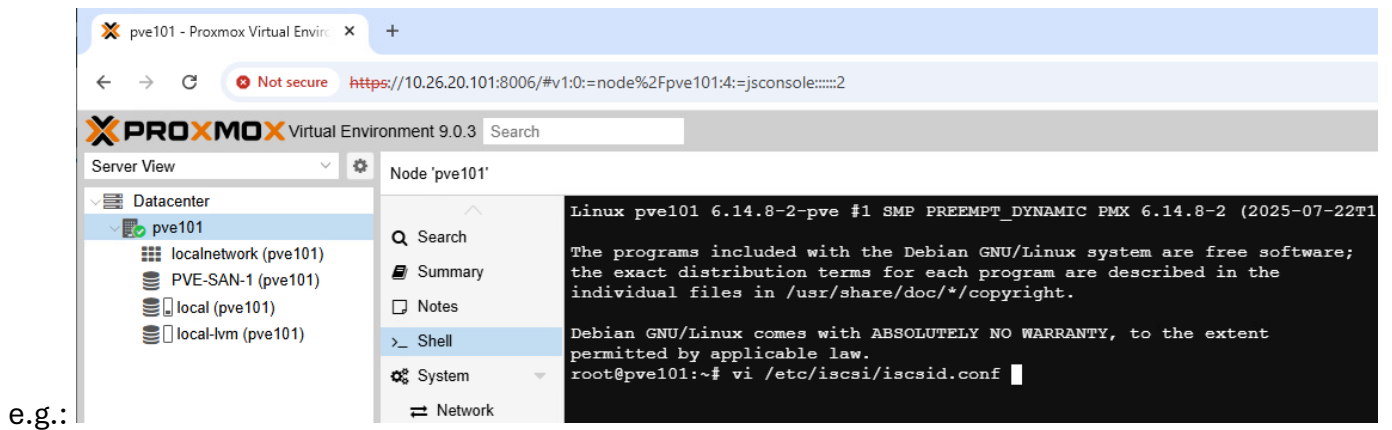 pve101 - Proxmox Virtual Enviro
Not secure https://10.26.20.101:8006/#v1:0:=node%2Fpve101:4:=jsconsole::::::2
PROXMOX Virtual Environment 9.0.3 Search
Server View
Node 'pve101'
Datacenter
pve101
localnetwork (pve101)
PVE-SAN-1 (pve101)
local (pve101)
local-lvm (pve101)
Search
Summary
Notes
>_ Shell
System
Network
Linux pve101 6.14.8-2-pve #1 SMP PREEMPT_DYNAMIC PMX 6.14.8-2 (2025-07-22T1
The programs included with the Debian GNU/Linux system are free software;
the exact distribution terms for each program are described in the
individual files in /usr/share/doc/*/copyright.
Debian GNU/Linux comes with ABSOLUTELY NO WARRANTY, to the extent
permitted by applicable law.
root@pve101:~# vi /etc/iscsi/iscsid.conf
e.g.: